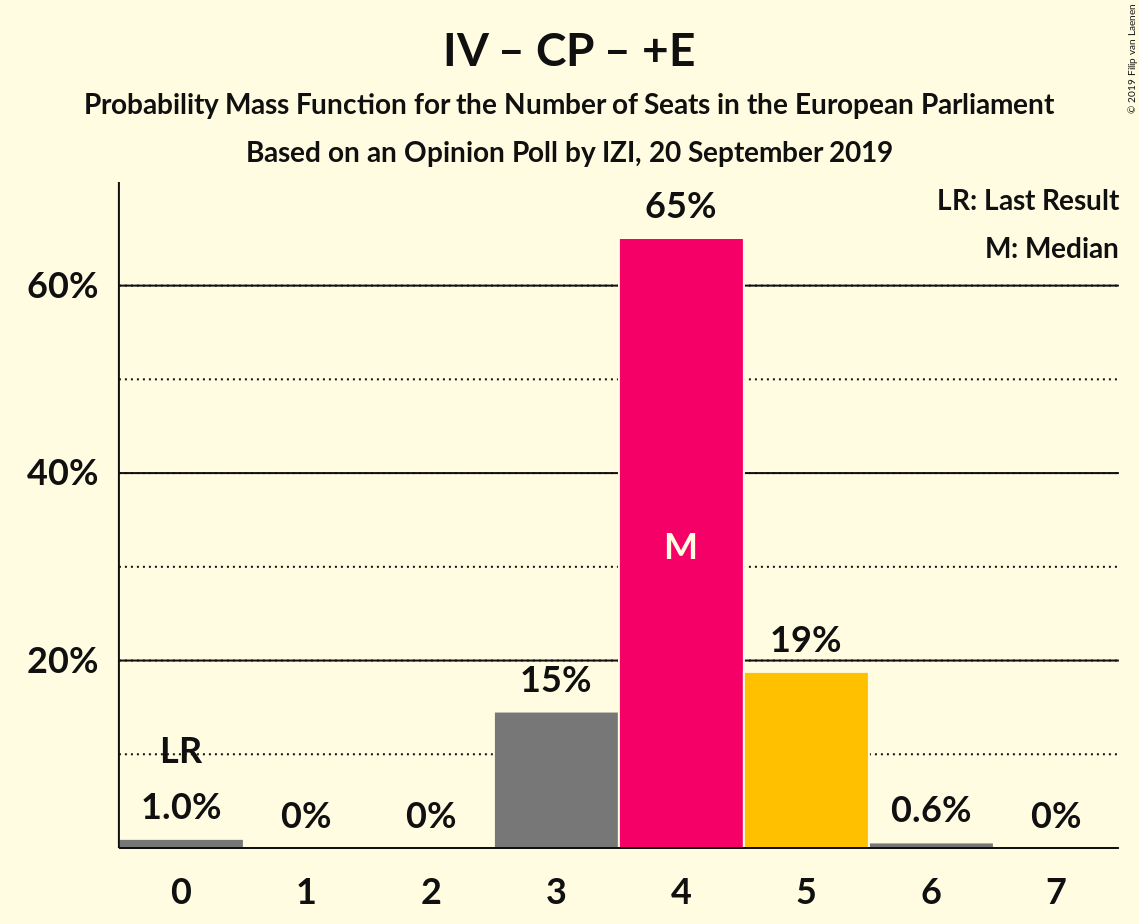 IV – CP – +E
Probability Mass Function for the Number of Seats in the European Parliament
Based on an Opinion Poll by IZI, 20 September 2019
© 2019 Filip van Laenen
LR: Last Result
M: Median
65%
60%
40%
M
19%
20%
15%
LR
1.0%
0%
0%
0.6%
0%
0 1 2 3 4 5 6 7